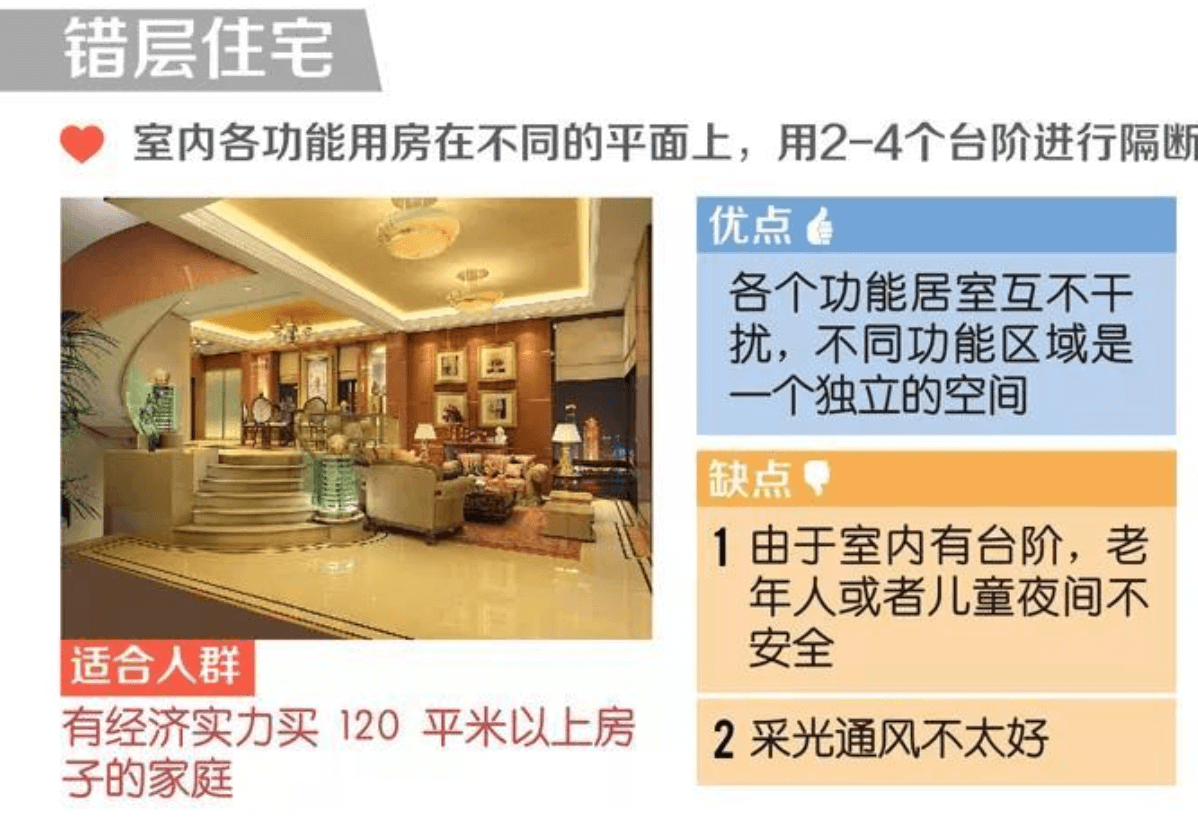 错层住宅
室内各功能用房在不同的平面上，用2-4个台阶进行隔断
优点
各个功能居室互不干
扰，不同功能区域是
一个独立的空间
缺点
1 由于室内有台阶，老
年人或者儿童夜间不
安全
2 采光通风不太好
适合人群
有经济实力买 120 平米以上房
子的家庭